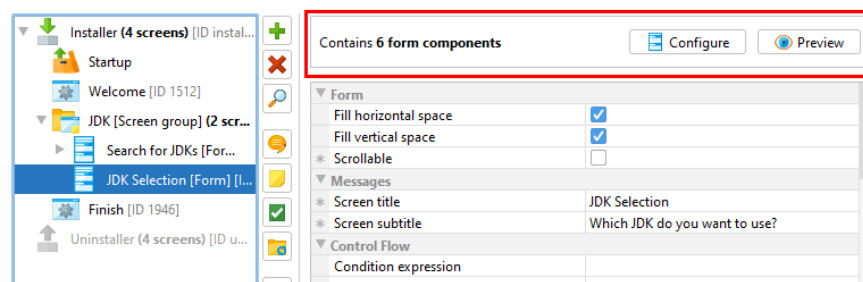 Installer (4 screens) [ID instal...
Startup
Welcome [ID 1512]
JDK [Screen group] (2 scr...
Search for JDKs [For...
JDK Selection [Form] [I...
Finish [ID 1946]
Uninstaller (4 screens) [ID u...
Contains 6 form components
Configure
Preview
Form
Fill horizontal space
Fill vertical space
Scrollable
Messages
Screen title JDK Selection
Screen subtitle Which JDK do you want to use?
Control Flow
Condition expression